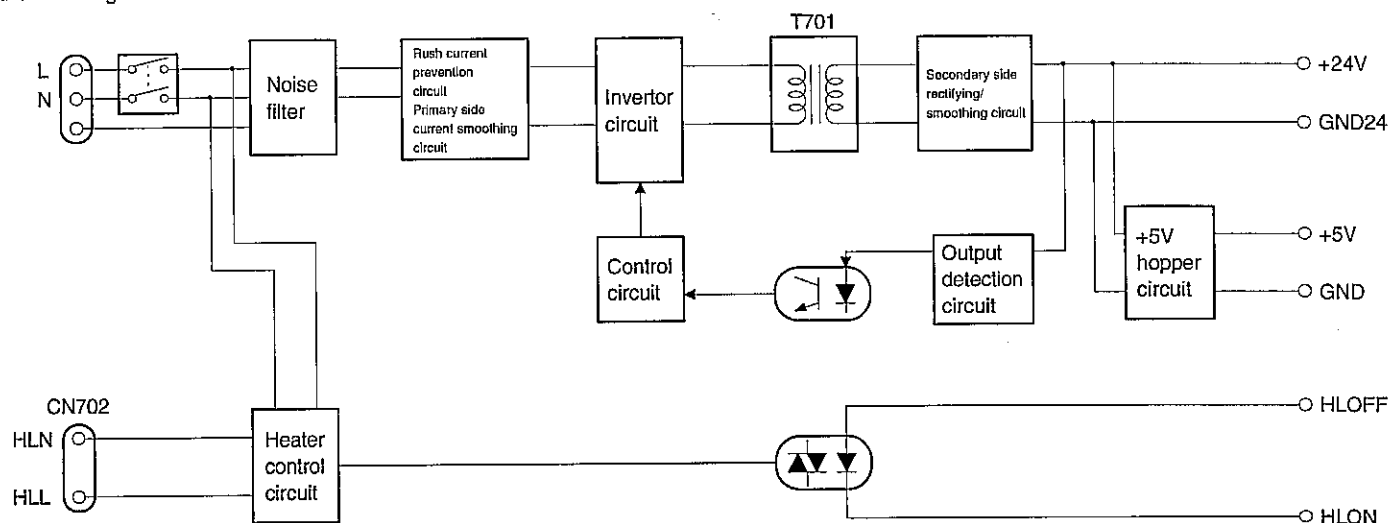 T701
L
N
Noise
filter
Rush current
prevention
circuit
Primary side
current smoothing
circuit
Invertor
circuit
Secondary side
rectifying/
smoothing circuit
+24V
GND24
Control
circuit
Output
detection
circuit
+5V
hopper
circuit
+5V
GND
CN702
HLN
HLL
Heater
control
circuit
HLOFF
HLON